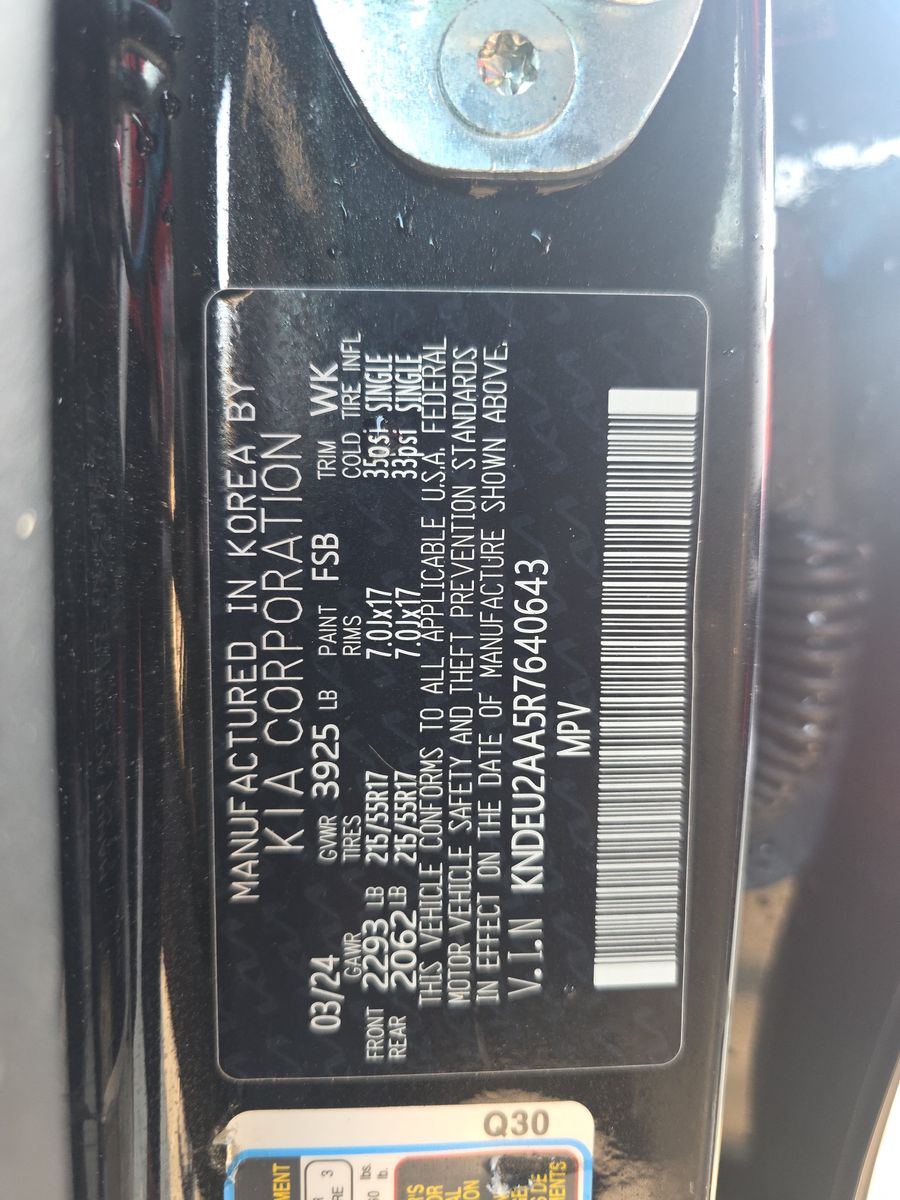 MANUFACTURED IN KOREA BY
KIA CORPORATION
03/24 GVWR 3925 LB PAINT FSB TRIM WK
GAWR TIRES RIMS COLD TIRE INFL
FRONT 2293 LB 215/55R17 7.0Jx17 35psi SINGLE
REAR 2062 LB 215/55R17 7.0Jx17 33psi SINGLE
THIS VEHICLE CONFORMS TO ALL APPLICABLE U.S.A. FEDERAL
MOTOR VEHICLE SAFETY AND THEFT PREVENTION STANDARDS
IN EFFECT ON THE DATE OF MANUFACTURE SHOWN ABOVE.
V.I.N KNDEU2AA5R7640643
MPV
Q30
3
lbs.
lb.